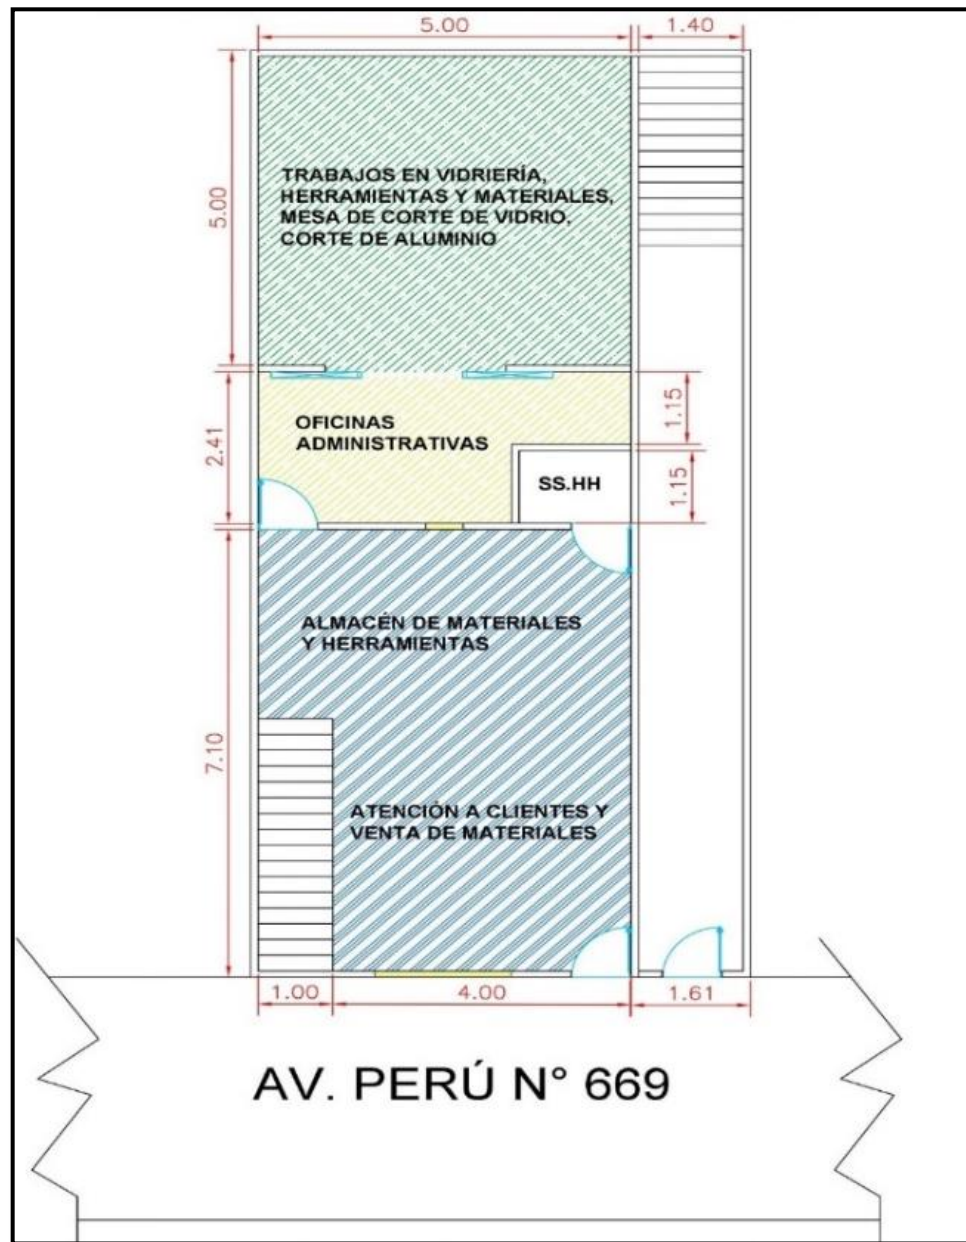 5.00
1.40
5.00
TRABAJOS EN VIDRIERÍA,
HERRAMIENTAS Y MATERIALES,
MESA DE CORTE DE VIDRIO,
CORTE DE ALUMINIO
2.41
OFICINAS
ADMINISTRATIVAS
1.15
SS.HH
1.15
7.10
ALMACÉN DE MATERIALES
Y HERRAMIENTAS
ATENCIÓN A CLIENTES Y
VENTA DE MATERIALES
1.00
4.00
1.61
AV. PERÚ N° 669